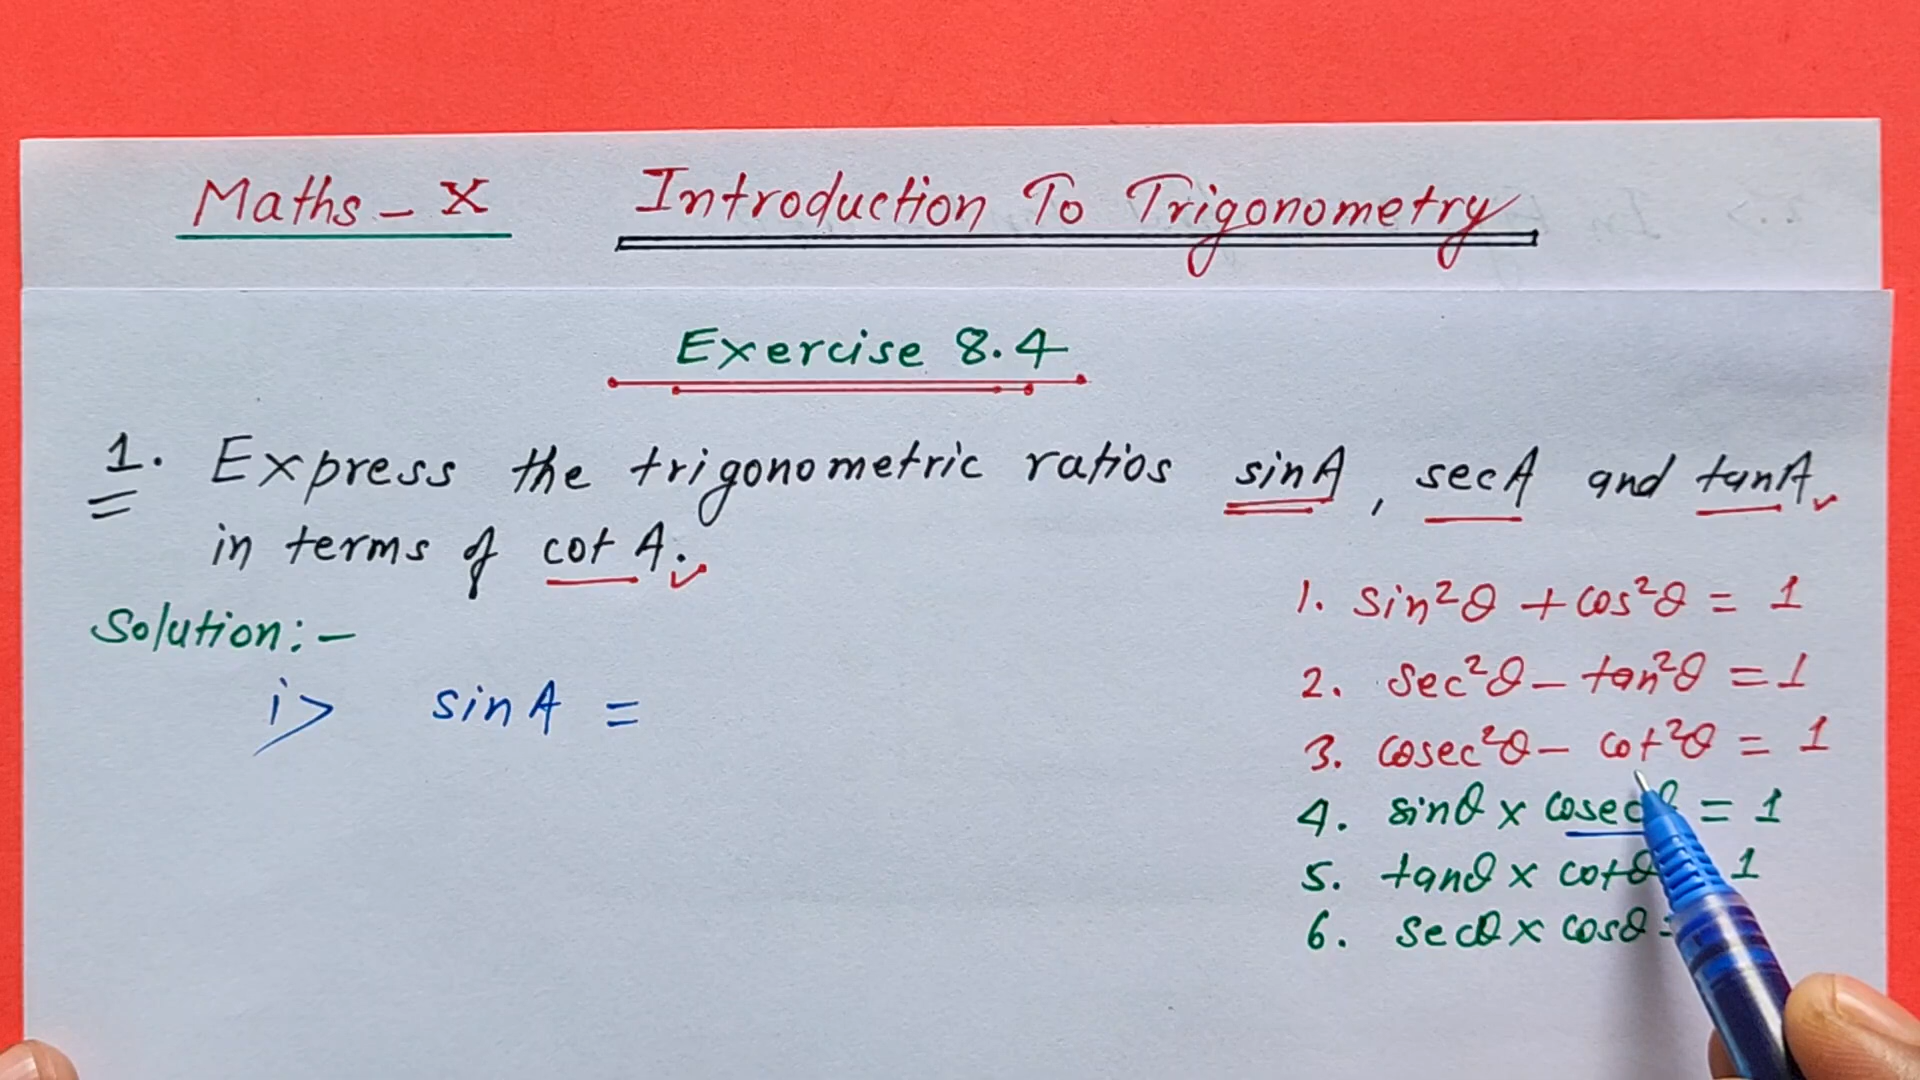 Maths - X Introduction To Trigonometry
Exercise 8.4
1. Express the trigonometric ratios sinA, secA and tanA
in terms of cot A.
Solution:-
i> sinA =
1. sin²θ + cos²θ = 1
2. sec²θ - tan²θ = 1
3. cosec²θ - cot²θ = 1
4. sinθ x cosecθ = 1
5. tanθ x cotθ 1
6. secθ x cosθ =